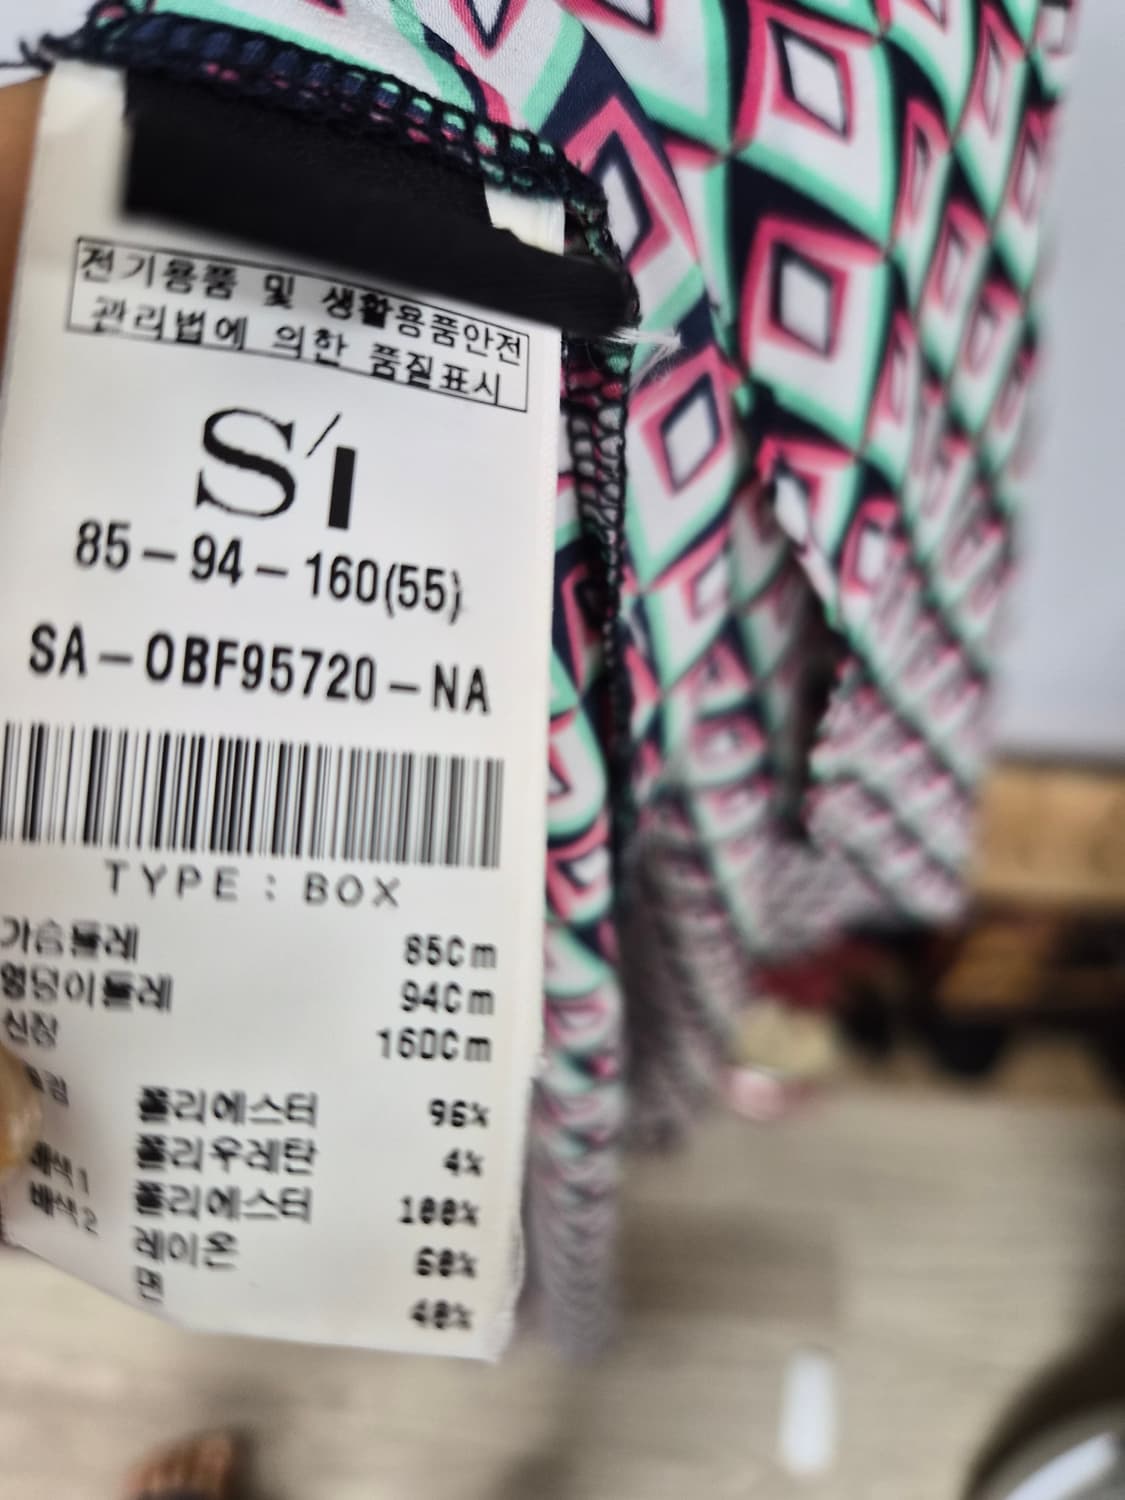 전기용품 및 생활용품안전
관리법에 의한 품질표시
S'I
85-94-160(55)
SA-OBF95720-NA
TYPE : BOX
가슴둘레 85Cm
엉덩이둘레 94Cm
신장 160Cm
겉감 폴리에스터 96%
폴리우레탄 4%
배색1 폴리에스터 100%
배색2 레이온 60%
면 40%